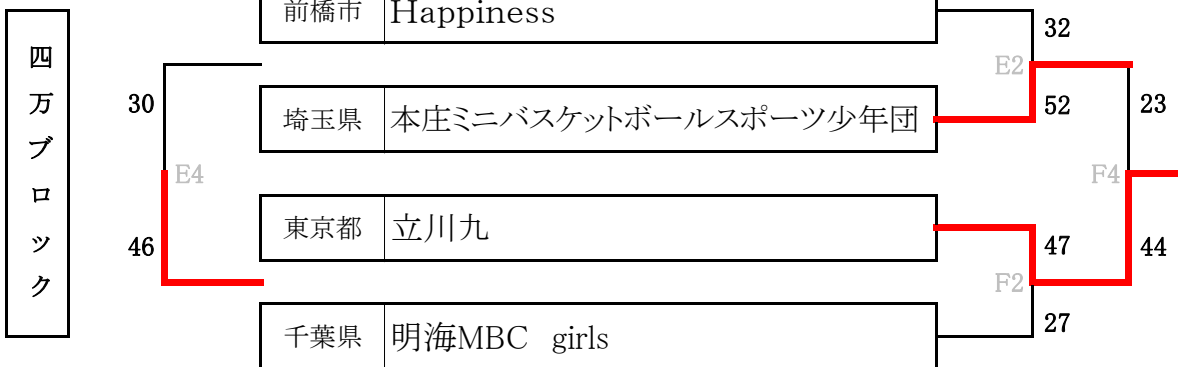 四万ブロック
前橋市 Happiness
32
E2
30
埼玉県 本庄ミニバスケットボールスポーツ少年団
52
23
E4
F4
東京都 立川九
46
47
44
F2
千葉県 明海MBC girls
27